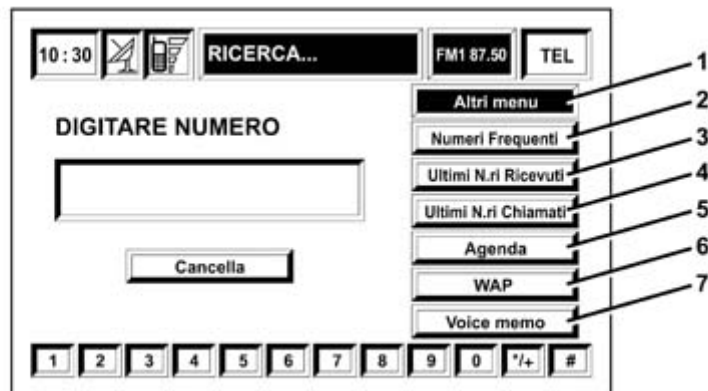 10:30 RICERCA... FM1 87.50 TEL
Altri menu 1
DIGITARE NUMERO
Numeri Frequenti 2
Ultimi N.ri Ricevuti 3
Ultimi N.ri Chiamati 4
Agenda 5
Cancella
WAP 6
Voice memo 7
1 2 3 4 5 6 7 8 9 0 */+ #